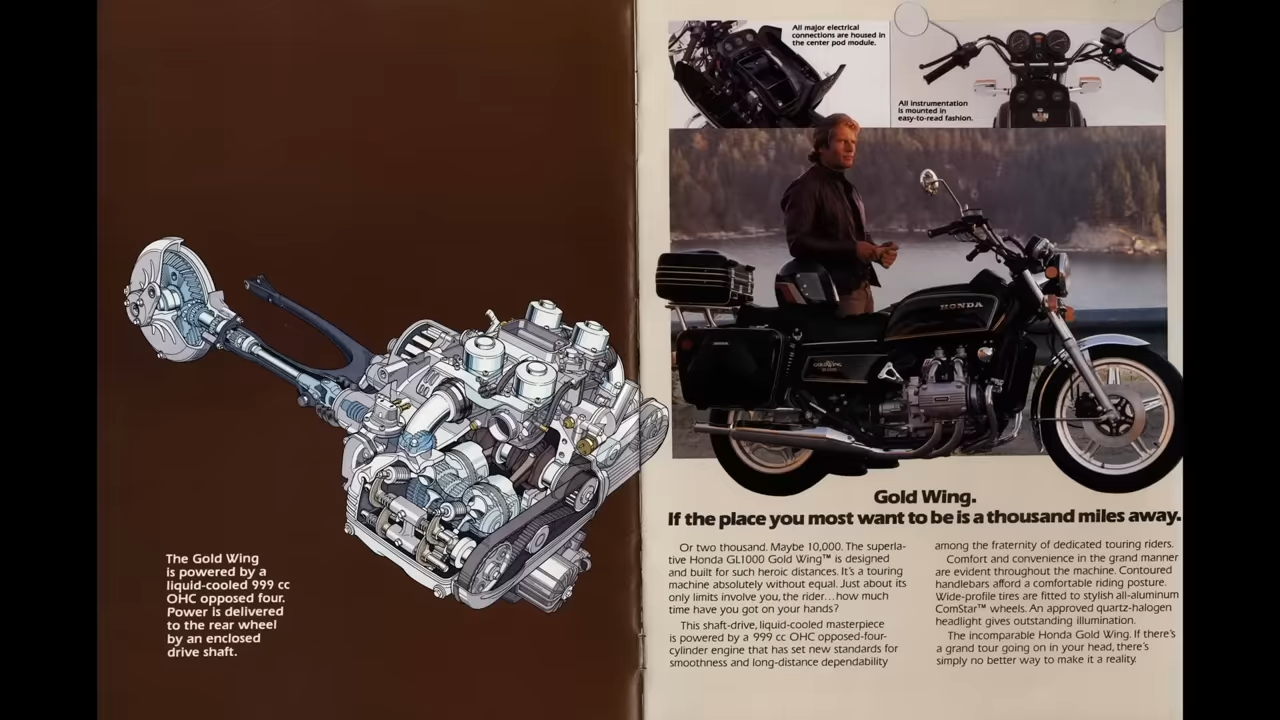 The Gold Wing
is powered by a
liquid-cooled 999 cc
OHC opposed four.
Power is delivered
to the rear wheel
by an enclosed
drive shaft.
All major electrical
connections are housed in
the center pod module.
All instrumentation
is mounted in
easy-to-read fashion.
HONDA
GOLDWING
Gold Wing.
If the place you most want to be is a thousand miles away.
Or two thousand. Maybe 10,000. The superla-
tive Honda GL1000 Gold Wing™ is designed
and built for such heroic distances. It's a touring
machine absolutely without equal. Just about its
only limits involve you, the rider...how much
time have you got on your hands?
This shaft-drive, liquid-cooled masterpiece
is powered by a 999 cc OHC opposed-four-
cylinder engine that has set new standards for
smoothness and long-distance dependability
among the fraternity of dedicated touring riders.
Comfort and convenience in the grand manner
are evident throughout the machine. Contoured
handlebars afford a comfortable riding posture.
Wide-profile tires are fitted to stylish all-aluminum
ComStar™ wheels. An approved quartz-halogen
headlight gives outstanding illumination.
The incomparable Honda Gold Wing. If there's
a grand tour going on in your head, there's
simply no better way to make it a reality.